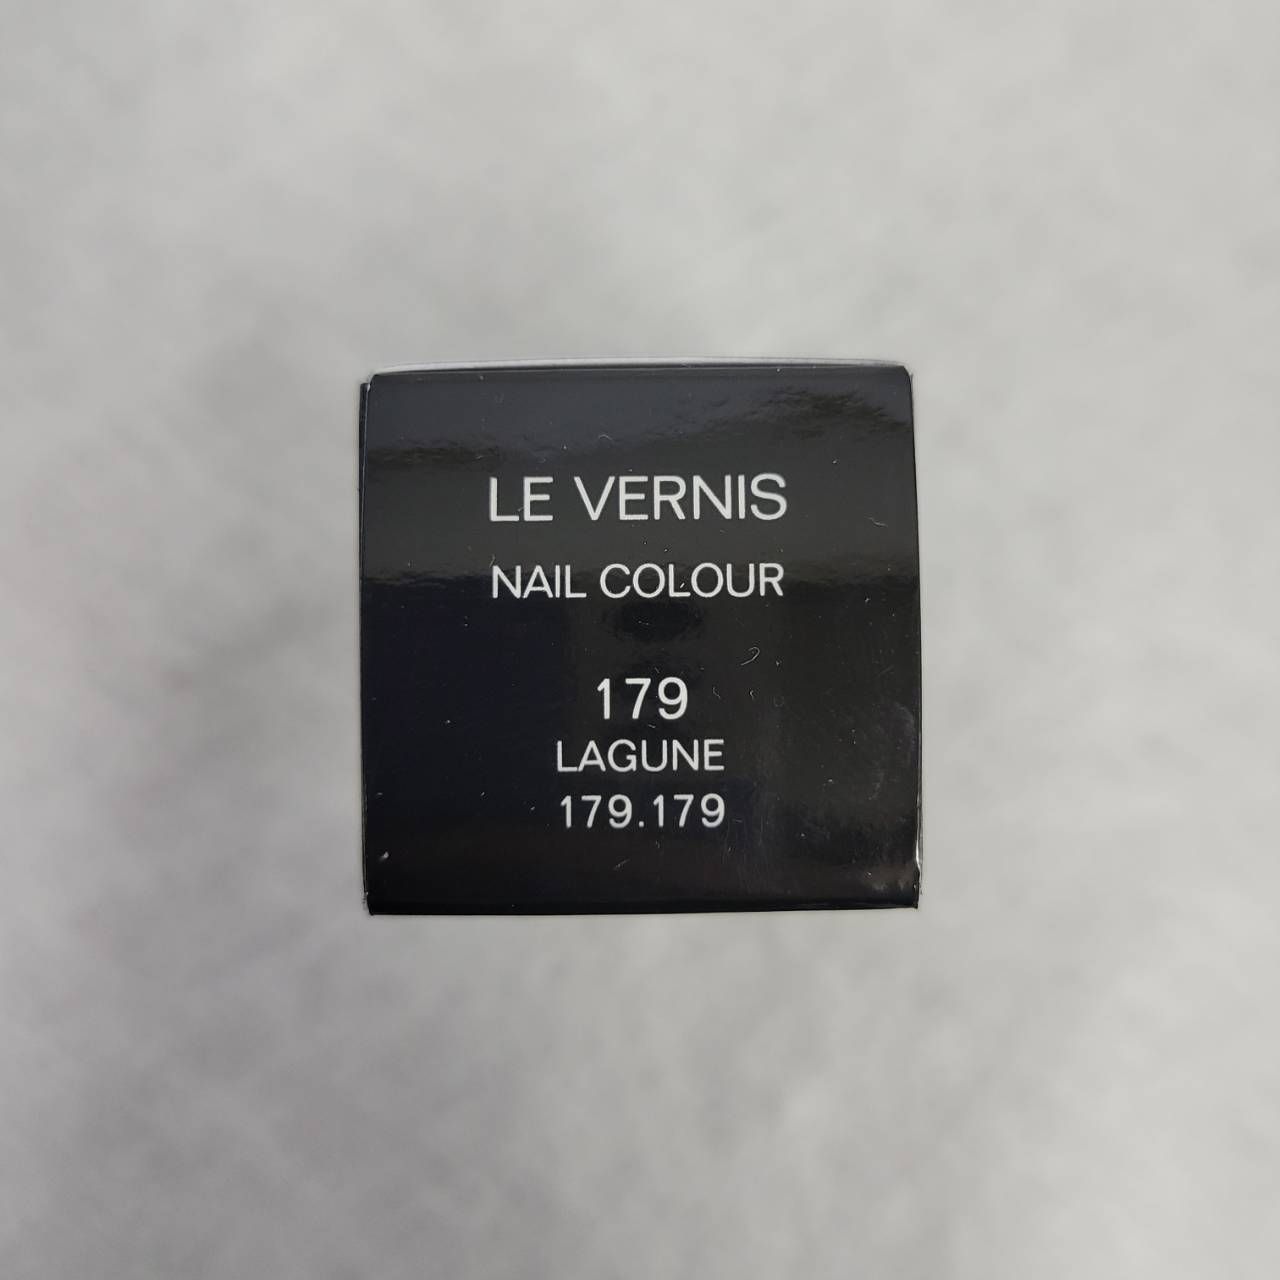 LE VERNIS
NAIL COLOUR
179
LAGUNE
179.179